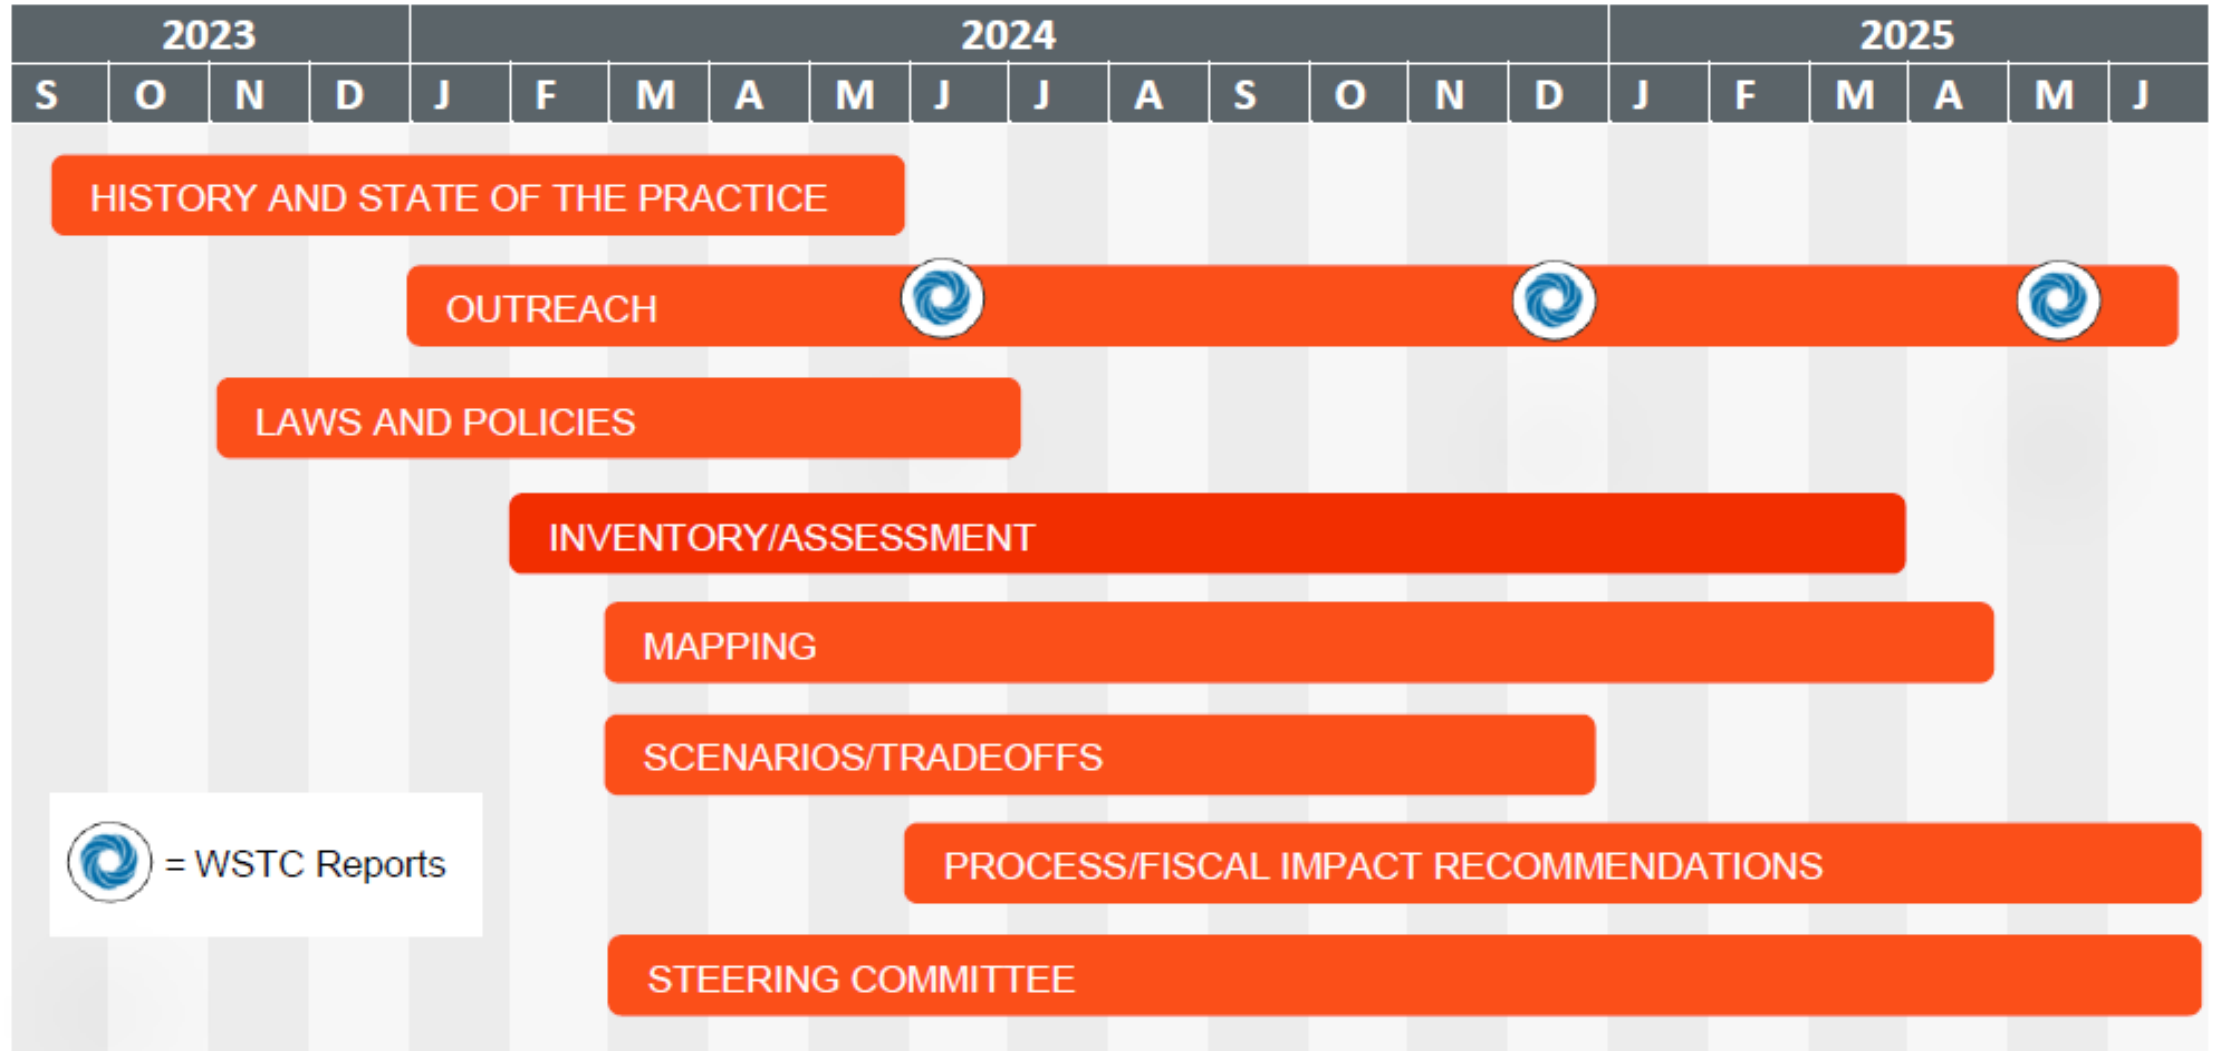 2023 2024 2025
S O N D J F M A M J J A S O N D J F M A M J
HISTORY AND STATE OF THE PRACTICE
OUTREACH
LAWS AND POLICIES
INVENTORY/ASSESSMENT
MAPPING
SCENARIOS/TRADEOFFS
= WSTC Reports
PROCESS/FISCAL IMPACT RECOMMENDATIONS
STEERING COMMITTEE